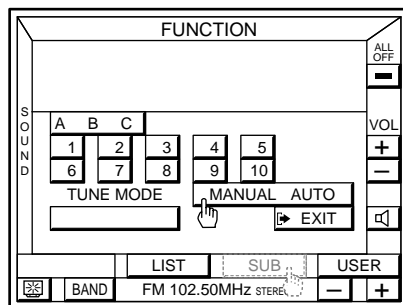 FUNCTION
ALL
OFF
SOUND
A B C
VOL
1 2 3 4 5
+
6 7 8 9 10
−
TUNE MODE
MANUAL AUTO
EXIT
LIST
SUB
USER
BAND
FM 102.50MHz STEREO
− +